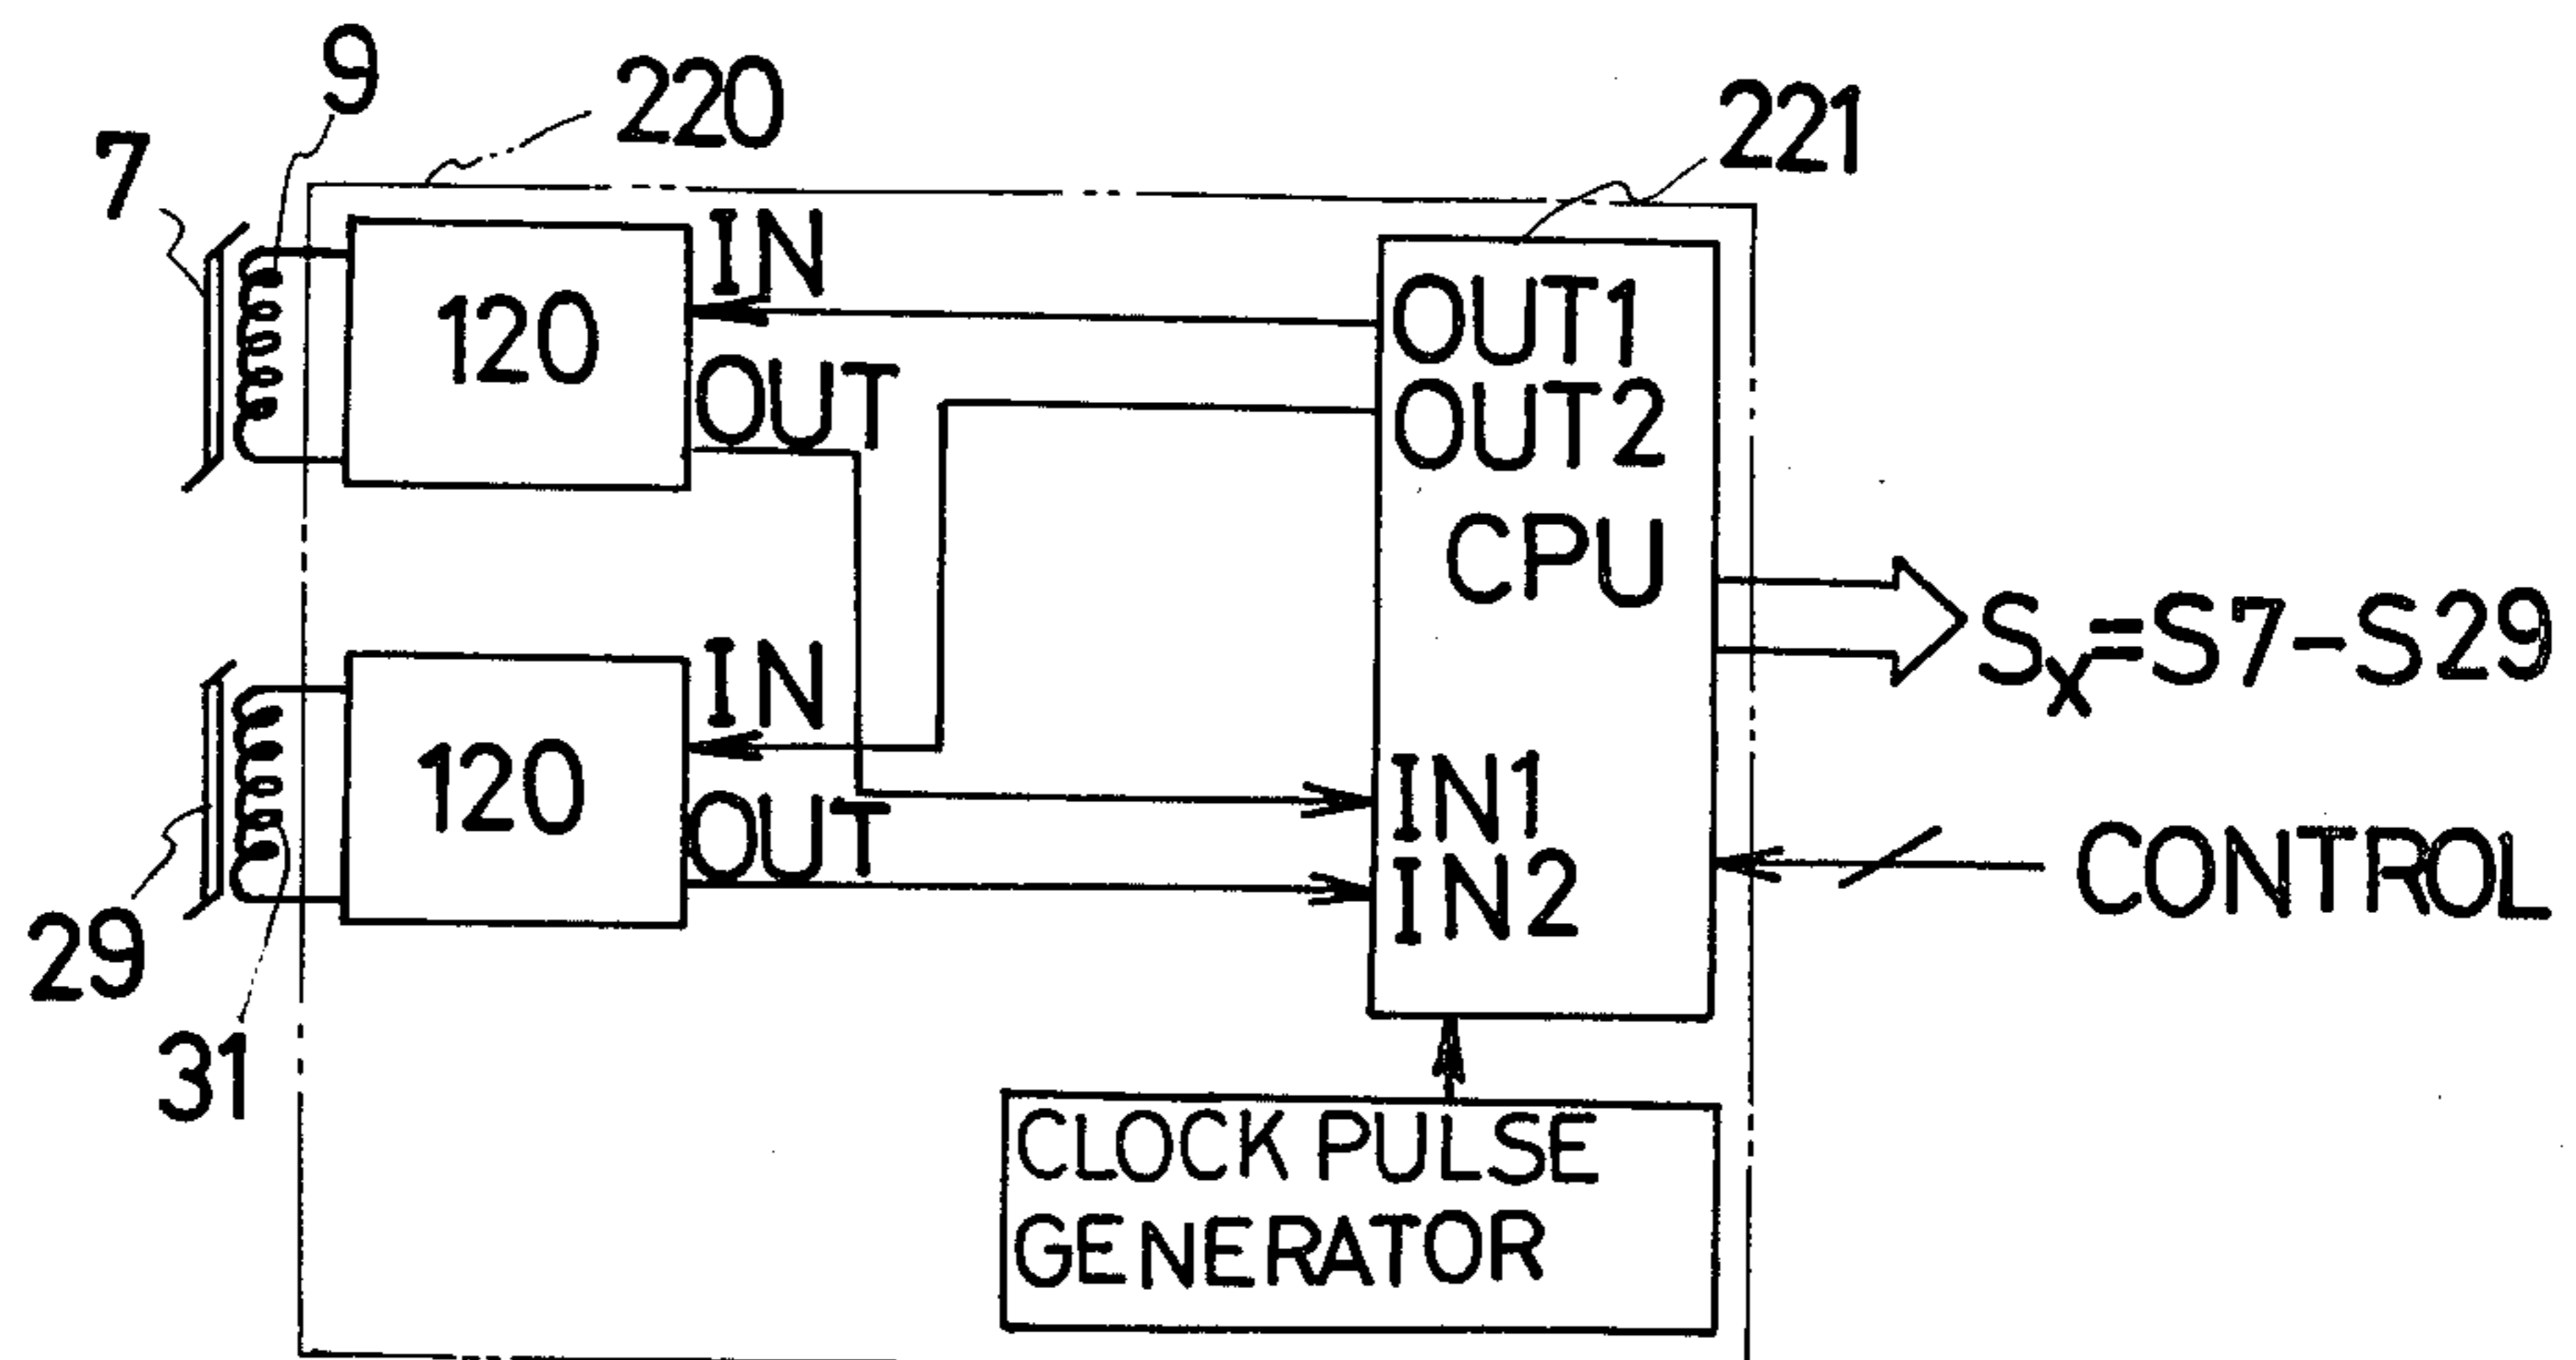 9
220
221
7
IN
120
OUT
OUT1
OUT2
CPU
Sx=S7-S29
IN
120
OUT
IN1
IN2
CONTROL
29
31
CLOCK PULSE
GENERATOR